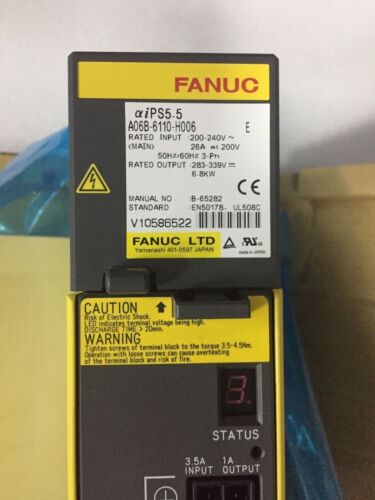 FANUC
αiPS5.5
A06B-6110-H006 E
RATED INPUT : 200-240V ~
(MAIN) 26A at 200V
50Hz/60Hz 3-Ph
RATED OUTPUT : 283-339V ⎓
6.8KW
MANUAL NO : B-65282
STANDARD : EN50178, UL508C
CE
V10586522
FANUC LTD
Yamanashi 401-0597 JAPAN
made in JAPAN
CAUTION
Risk of Electric Shock.
LED indicates terminal voltage being high.
DISCHARGE TIME > 20min.
WARNING
Tighten screws of terminal block to the torque 3.5-4.5Nm.
Operation with loose screws can cause overheating
of the terminal block and risk of fire.
STATUS
3.5A 1A
INPUT OUTPUT